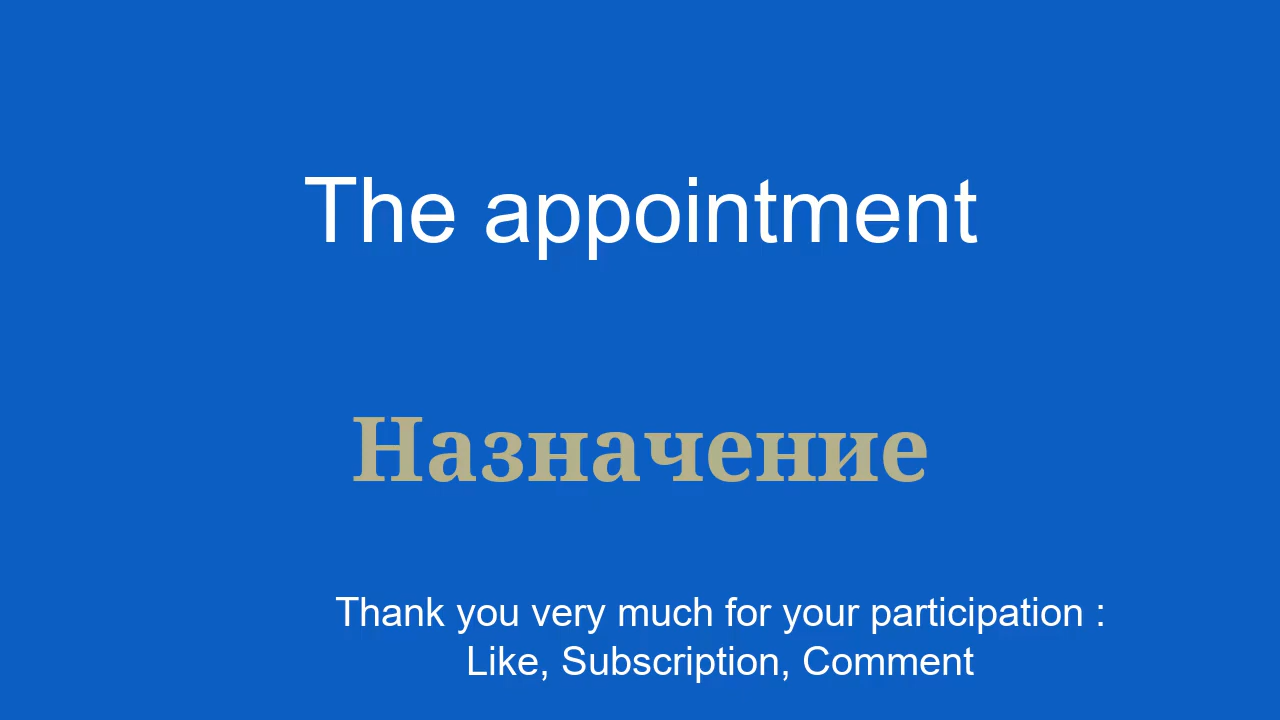 The appointment
Назначение
Thank you very much for your participation :
Like, Subscription, Comment